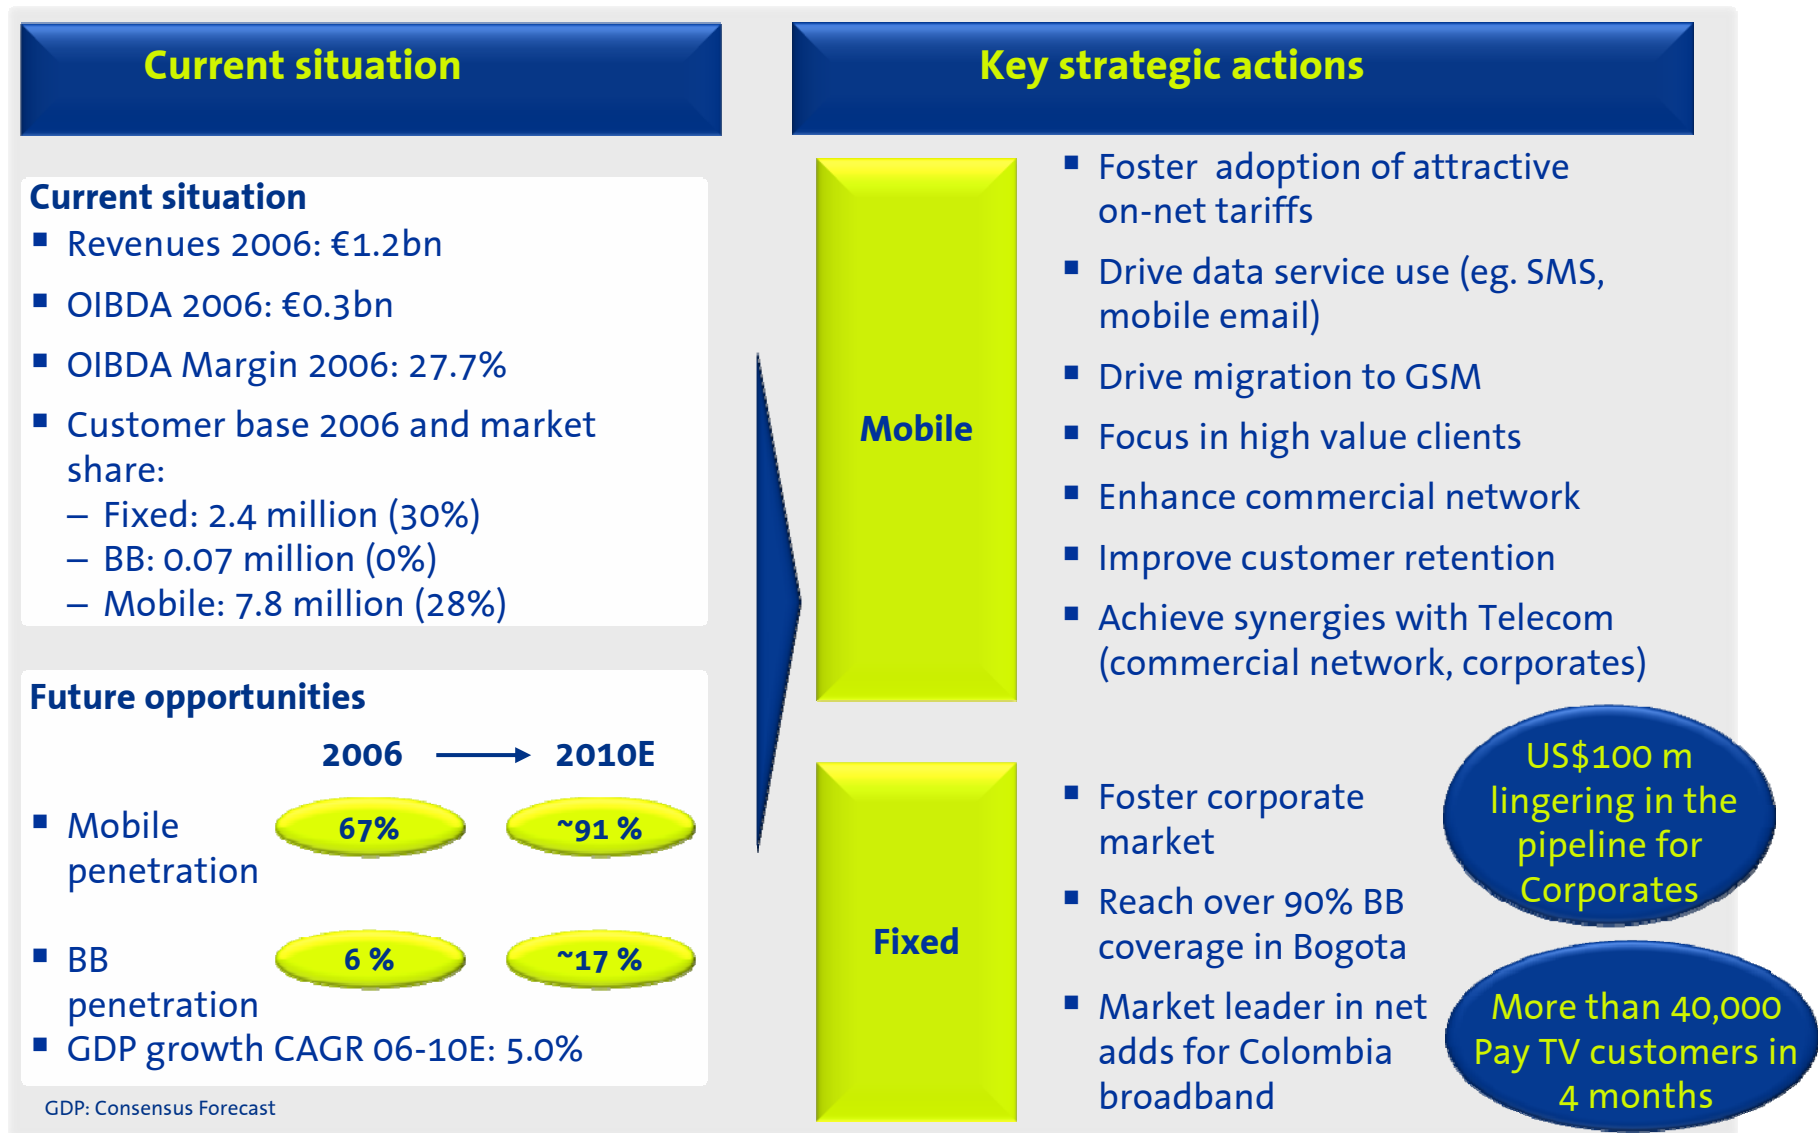 Current situation
Current situation
▪ Revenues 2006: €1.2bn
▪ OIBDA 2006: €0.3bn
▪ OIBDA Margin 2006: 27.7%
▪ Customer base 2006 and market
share:
– Fixed: 2.4 million (30%)
– BB: 0.07 million (0%)
– Mobile: 7.8 million (28%)
Future opportunities
2006 2010E
▪ Mobile
penetration
67% ~91 %
▪ BB
penetration
6 % ~17 %
▪ GDP growth CAGR 06-10E: 5.0%
GDP: Consensus Forecast
Key strategic actions
Mobile
▪ Foster adoption of attractive
on-net tariffs
▪ Drive data service use (eg. SMS,
mobile email)
▪ Drive migration to GSM
▪ Focus in high value clients
▪ Enhance commercial network
▪ Improve customer retention
▪ Achieve synergies with Telecom
(commercial network, corporates)
Fixed
▪ Foster corporate
market
▪ Reach over 90% BB
coverage in Bogota
▪ Market leader in net
adds for Colombia
broadband
US$100 m
lingering in the
pipeline for
Corporates
More than 40,000
Pay TV customers in
4 months